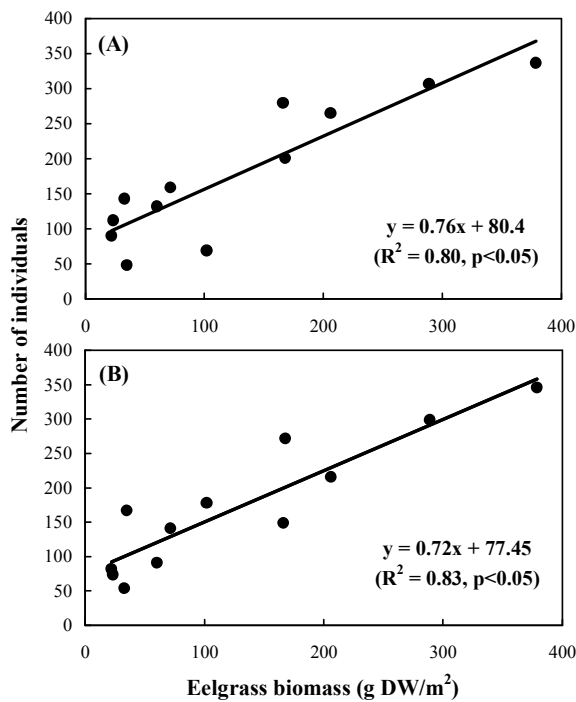 Number of individuals
400
350
300
250
200
150
100
50
0
(A)
y = 0.76x + 80.4
(R² = 0.80, p<0.05)
0 100 200 300 400
400
350
300
250
200
150
100
50
0
(B)
y = 0.72x + 77.45
(R² = 0.83, p<0.05)
0 100 200 300 400
Eelgrass biomass (g DW/m²)